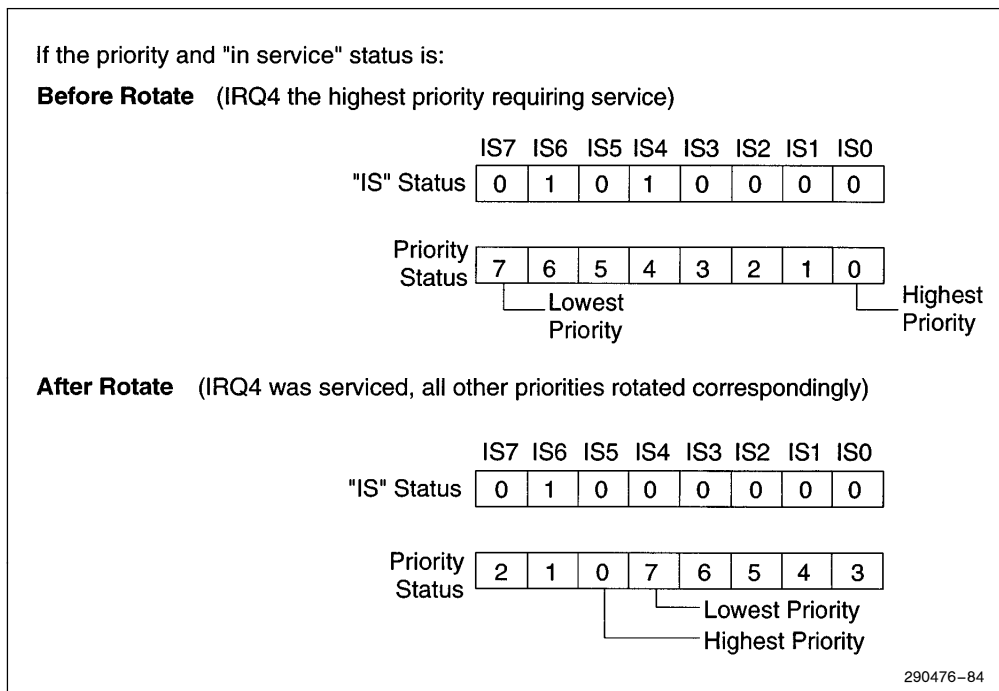 If the priority and "in service" status is:
Before Rotate (IRQ4 the highest priority requiring service)
IS7 IS6 IS5 IS4 IS3 IS2 IS1 IS0
"IS" Status 0 1 0 1 0 0 0 0
Priority
Status 7 6 5 4 3 2 1 0
Lowest
Priority
Highest
Priority
After Rotate (IRQ4 was serviced, all other priorities rotated correspondingly)
IS7 IS6 IS5 IS4 IS3 IS2 IS1 IS0
"IS" Status 0 1 0 0 0 0 0 0
Priority
Status 2 1 0 7 6 5 4 3
Lowest Priority
Highest Priority
290476–84